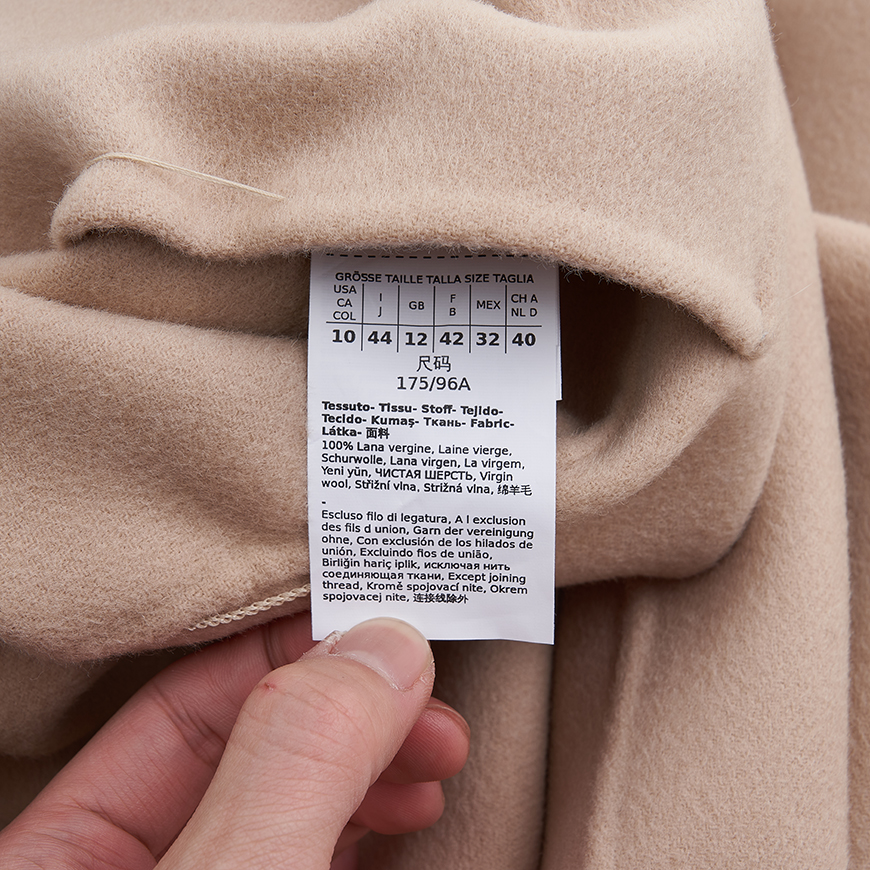 GRÖSSE TAILLE TALLA SIZE TAGLIA
USA CA COL I J GB F B MEX CH A NL D
10 44 12 42 32 40
尺码
175/96A
Tessuto- Tissu- Stoff- Tejido-
Tecido- Kumaş- Ткань- Fabric-
Látka- 面料
100% Lana vergine, Laine vierge,
Schurwolle, Lana virgen, La virgem,
Yeni yün, ЧИСТАЯ ШЕРСТЬ, Virgin
wool, Střižní vlna, Strižná vlna, 绵羊毛
-
Escluso filo di legatura, A l exclusion
des fils d union, Garn der vereinigung
ohne, Con exclusión de los hilados de
unión, Excluindo fios de união,
Birliğin hariç iplik, исключая нить
соединяющая ткани, Except joining
thread, Kromě spojovací nite, Okrem
spojovacej nite, 连接线除外